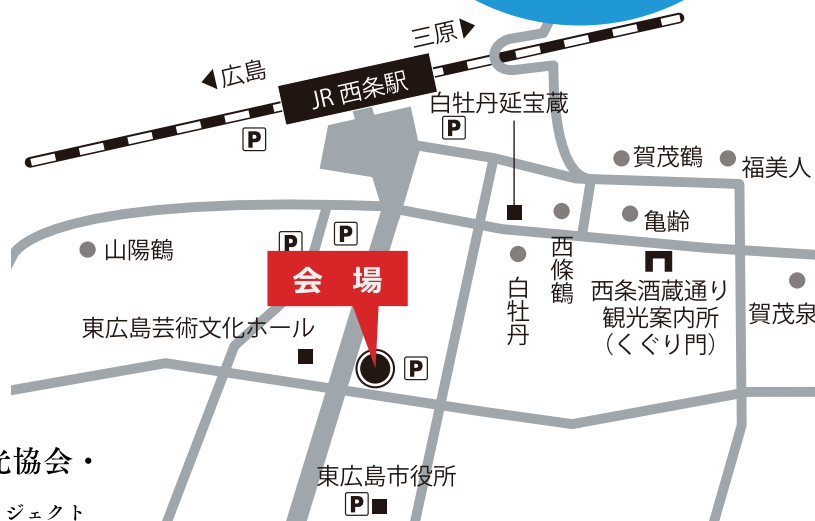 三原▶
◀広島
JR 西条駅
白牡丹延宝蔵
P
P
賀茂鶴
福美人
亀齢
P
P
山陽鶴
西條鶴
会 場
白牡丹
西条酒蔵通り
観光案内所
（くぐり門）
賀茂泉
東広島芸術文化ホール
P
光協会・
東広島市役所
P
ジェクト